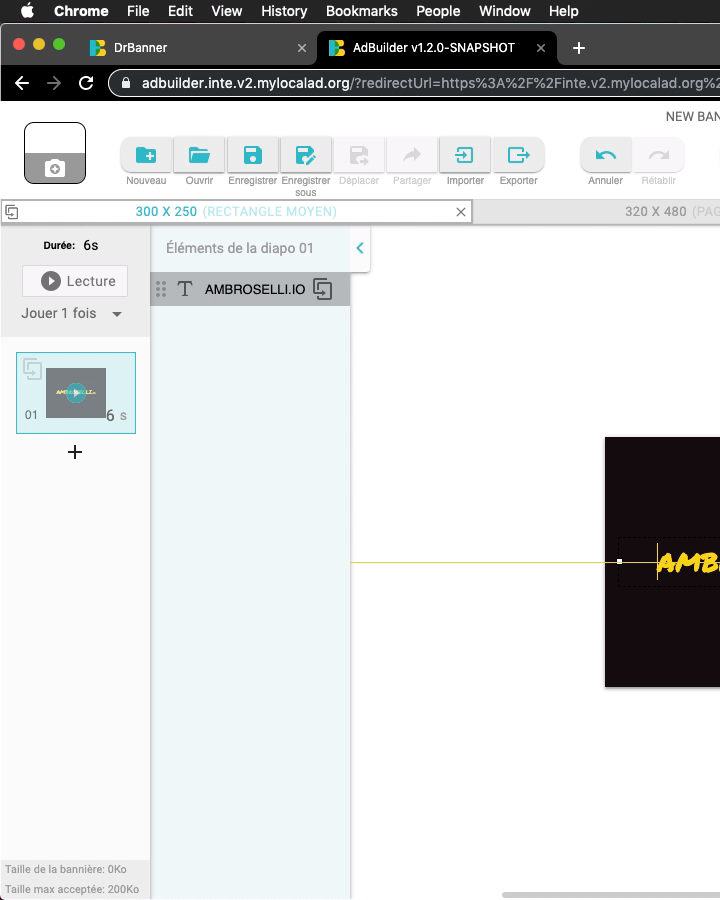 Chrome File Edit View History Bookmarks People Window Help
DrBanner
AdBuilder v1.2.0-SNAPSHOT
adbuilder.inte.v2.mylocalad.org/?redirectUrl=https%3A%2F%2Finte.v2.mylocalad.org%2
NEW BAN
Nouveau Ouvrir Enregistrer Enregistrer sous Déplacer Partager Importer Exporter Annuler Rétablir
300 X 250 (RECTANGLE MOYEN)
320 X 480 (PAG
Durée: 6s
Éléments de la diapo 01
Lecture
T AMBROSELLI.IO
Jouer 1 fois
01
6 s
AMB
Taille de la bannière: 0Ko
Taille max acceptée: 200Ko